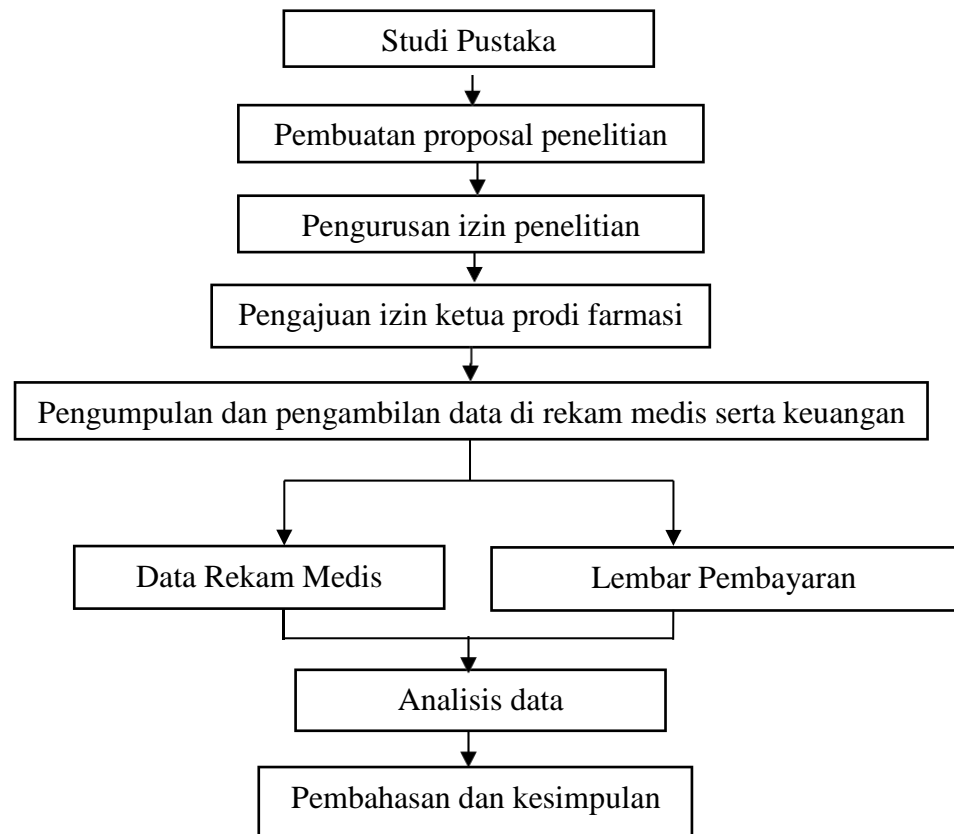 Studi Pustaka
Pembuatan proposal penelitian
Pengurusan izin penelitian
Pengajuan izin ketua prodi farmasi
Pengumpulan dan pengambilan data di rekam medis serta keuangan
Data Rekam Medis
Lembar Pembayaran
Analisis data
Pembahasan dan kesimpulan